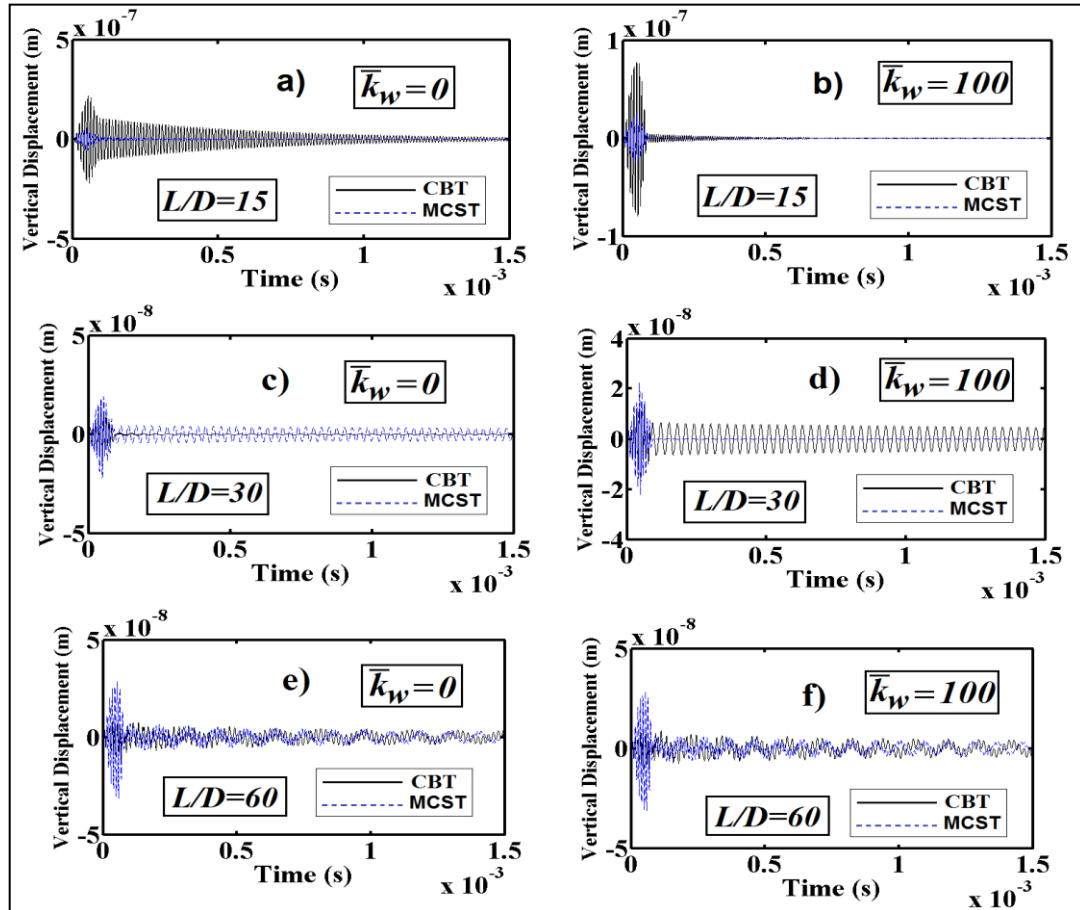 x 10^-7
5
0
-5
Vertical Displacement (m)
a)
k̄_w=0
L/D=15
CBT
MCST
0 0.5 1 1.5
Time (s)
x 10^-3
x 10^-7
1
0
-1
Vertical Displacement (m)
b)
k̄_w=100
L/D=15
CBT
MCST
0 0.5 1 1.5
Time (s)
x 10^-3
x 10^-8
5
0
-5
Vertical Displacement (m)
c)
k̄_w=0
L/D=30
CBT
MCST
0 0.5 1 1.5
Time (s)
x 10^-3
x 10^-8
4
2
0
-2
-4
Vertical Displacement (m)
d)
k̄_w=100
L/D=30
CBT
MCST
0 0.5 1 1.5
Time (s)
x 10^-3
x 10^-8
5
0
-5
Vertical Displacement (m)
e)
k̄_w=0
L/D=60
CBT
MCST
0 0.5 1 1.5
Time (s)
x 10^-3
x 10^-8
5
0
-5
Vertical Displacement (m)
f)
k̄_w=100
L/D=60
CBT
MCST
0 0.5 1 1.5
Time (s)
x 10^-3